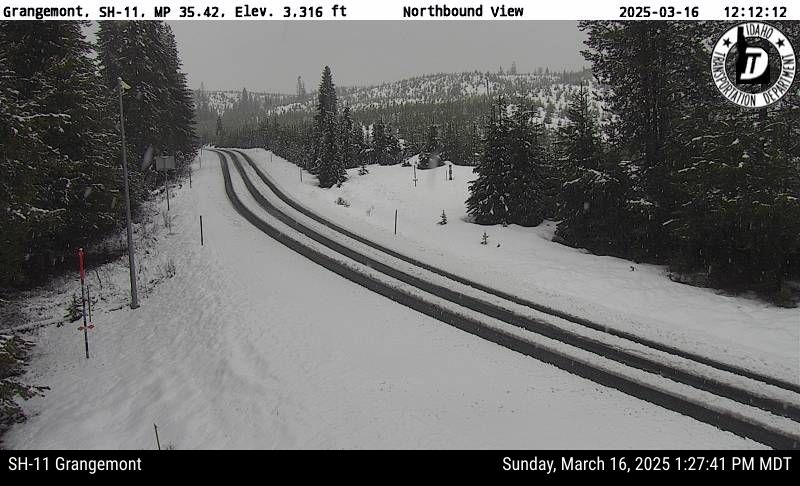 Grangemont, SH-11, MP 35.42, Elev. 3,316 ft Northbound View 2025-03-16 12:12:12
IDAHO
TRANSPORTATION DEPARTMENT
SH-11 Grangemont Sunday, March 16, 2025 1:27:41 PM MDT